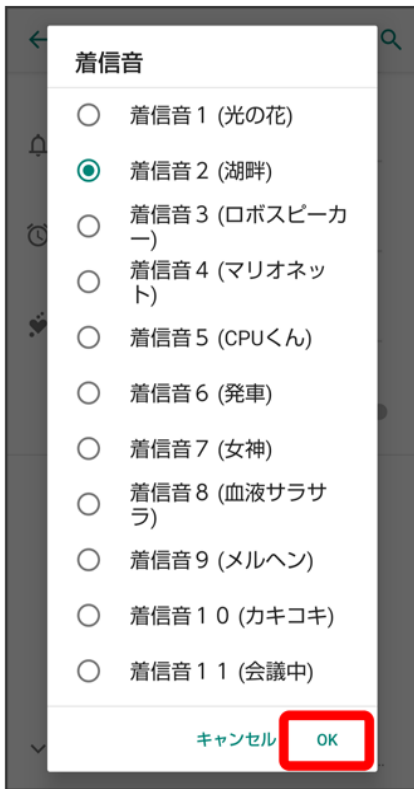 着信音
着信音1 (光の花)
着信音2 (湖畔)
着信音3 (ロボスピーカ
ー)
着信音4 (マリオネッ
ト)
着信音5 (CPUくん)
着信音6 (発車)
着信音7 (女神)
着信音8 (血液サラサ
ラ)
着信音9 (メルヘン)
着信音10 (カキコキ)
着信音11 (会議中)
キャンセル OK